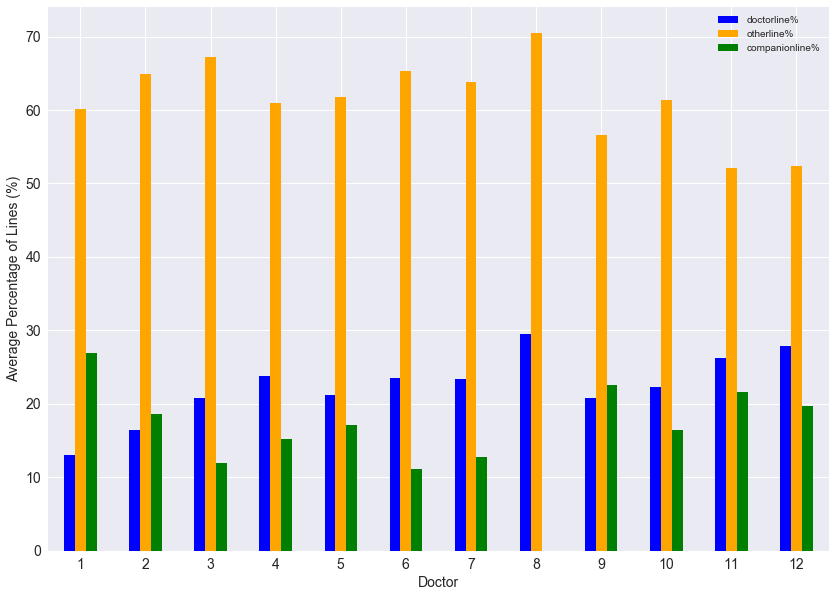 doctorline%
otherline%
companionline%
Average Percentage of Lines (%)
70
60
50
40
30
20
10
0
1 2 3 4 5 6 7 8 9 10 11 12
Doctor